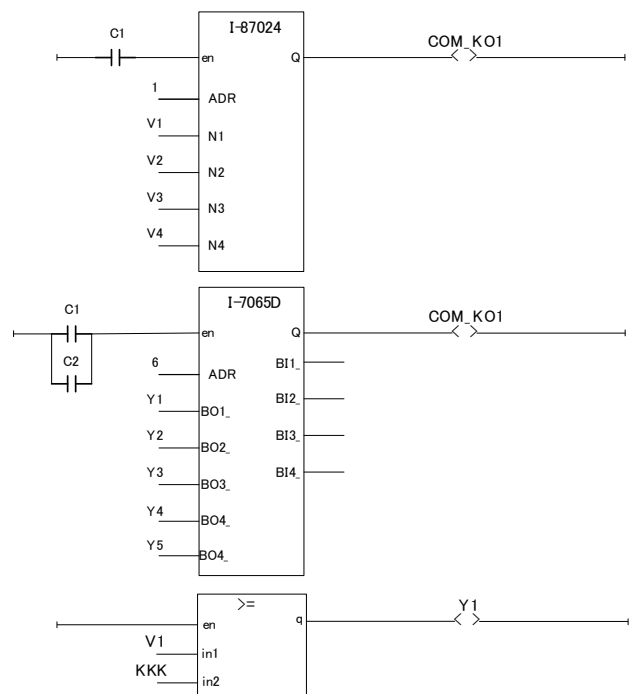 I-87024
C1
COM_KO1
en
Q
1
ADR
V1
N1
V2
N2
V3
N3
V4
N4
I-7065D
C1
COM_KO1
en
Q
C2
BI1_
6
ADR
Y1
BO1_
BI2_
Y2
BO2_
BI3_
Y3
BO3_
BI4_
Y4
BO4_
Y5
BO4_
>=
Y1
en
q
V1
in1
KKK
in2